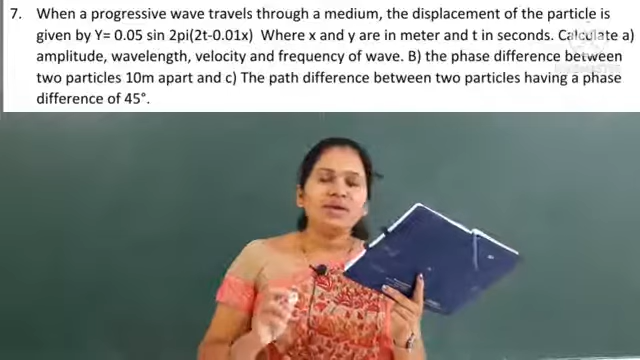 7. When a progressive wave travels through a medium, the displacement of the particle is
given by Y= 0.05 sin 2pi(2t-0.01x)  Where x and y are in meter and t in seconds. Calculate a)
amplitude, wavelength, velocity and frequency of wave. B) the phase difference between
two particles 10m apart and c) The path difference between two particles having a phase
difference of 45°.